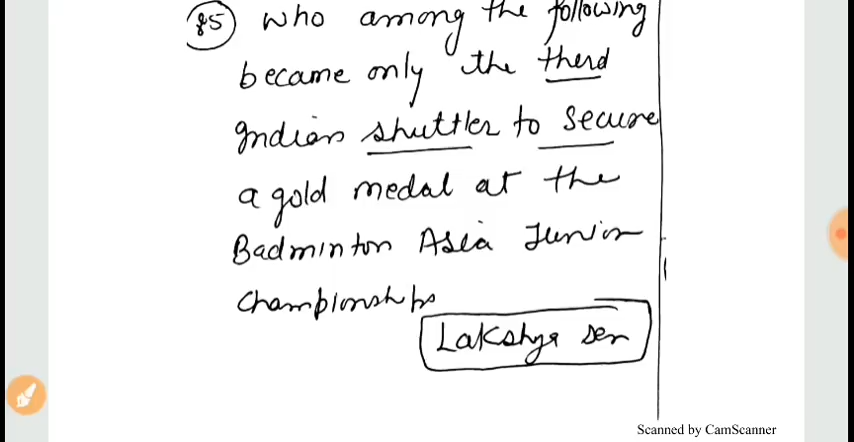 85 Who among the following
became only the therd
Indian shuttler to secure
a gold medal at the
Badminton Asia Junior
Championships
Lakshya Sen
Scanned by CamScanner